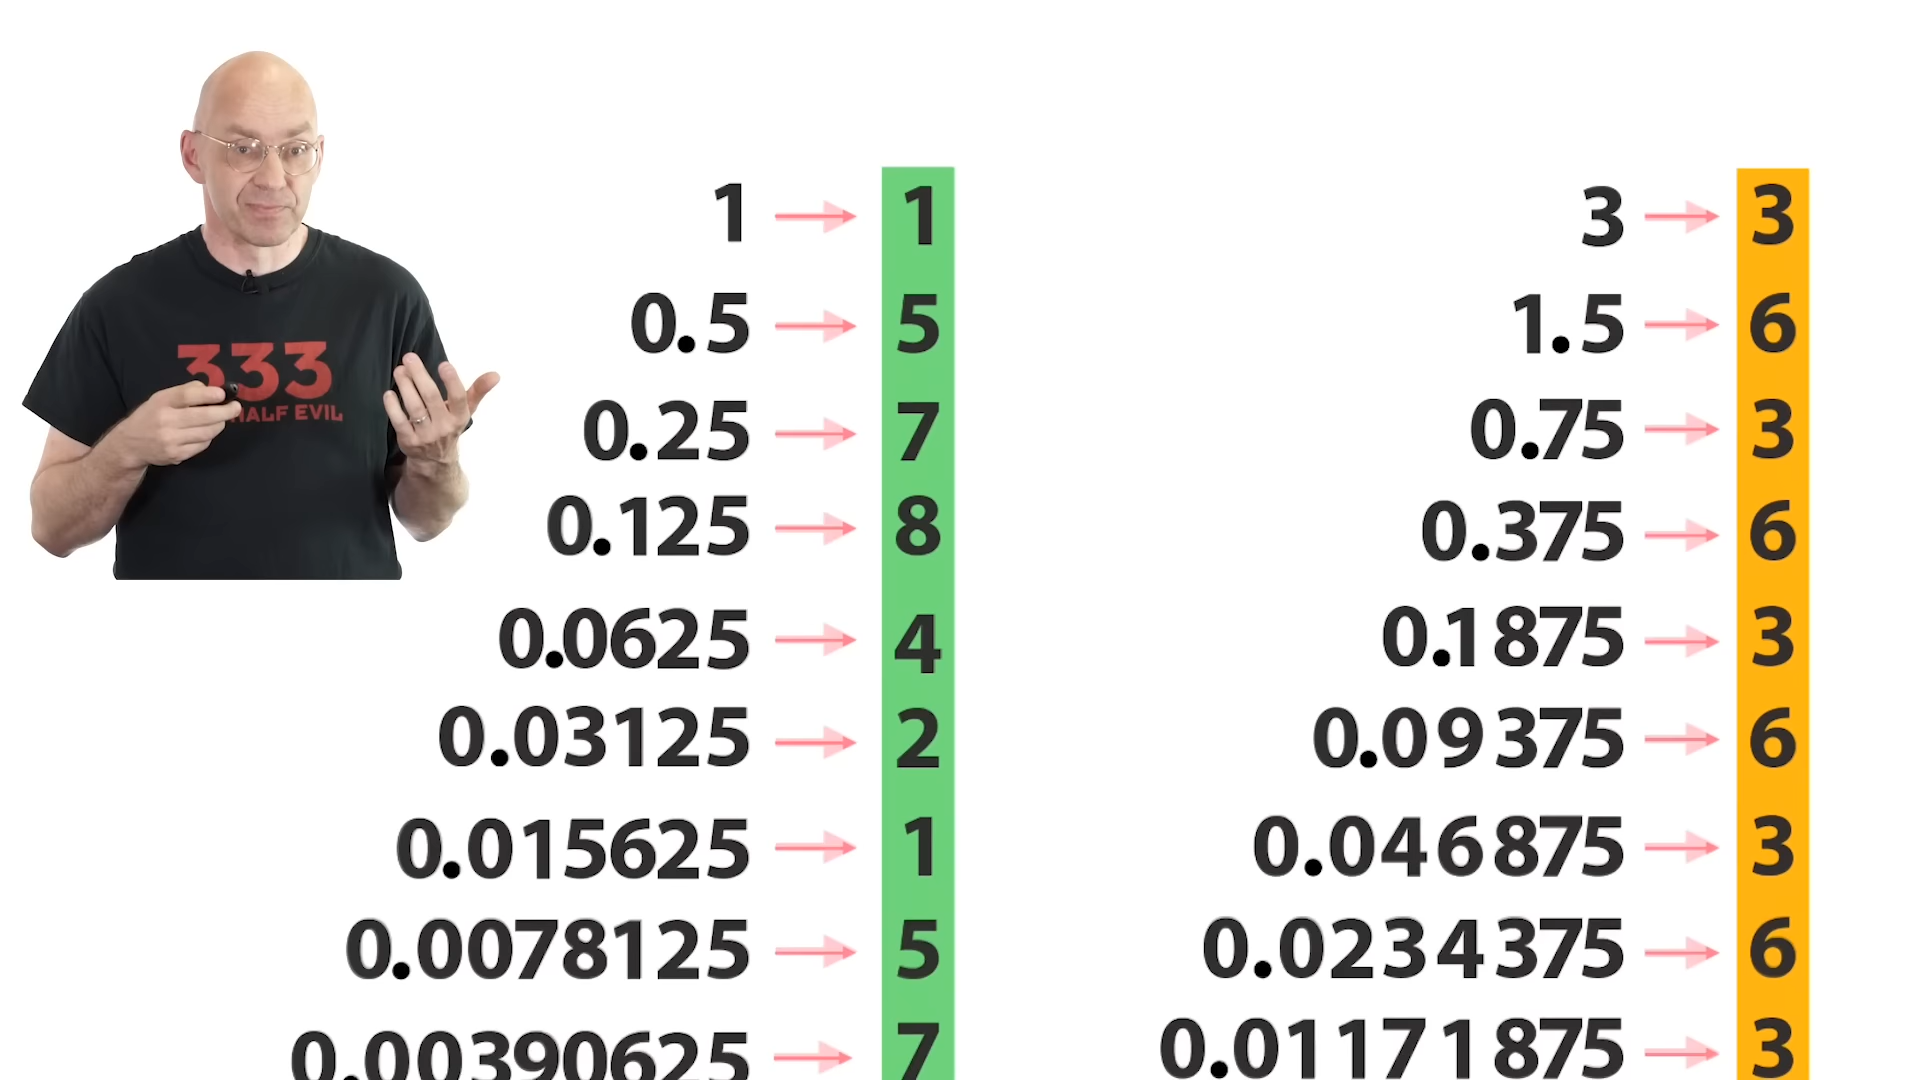 333
HALF EVIL
1 → 1
0.5 → 5
0.25 → 7
0.125 → 8
0.0625 → 4
0.03125 → 2
0.015625 → 1
0.0078125 → 5
0.00390625 → 7
3 → 3
1.5 → 6
0.75 → 3
0.375 → 6
0.1875 → 3
0.09375 → 6
0.046875 → 3
0.0234375 → 6
0.01171875 → 3